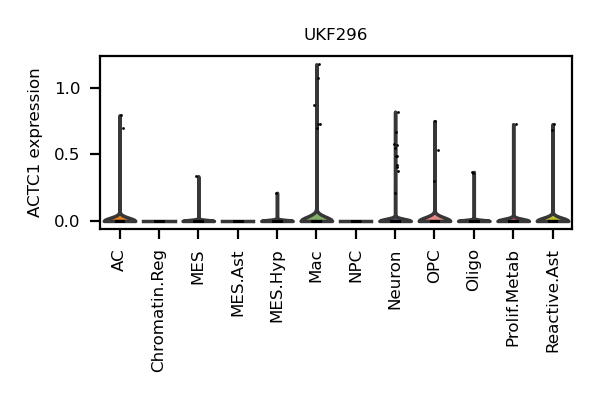 UKF296
ACTC1 expression
1.0
0.5
0.0
AC
Chromatin.Reg
MES
MES.Ast
MES.Hyp
Mac
NPC
Neuron
OPC
Oligo
Prolif.Metab
Reactive.Ast